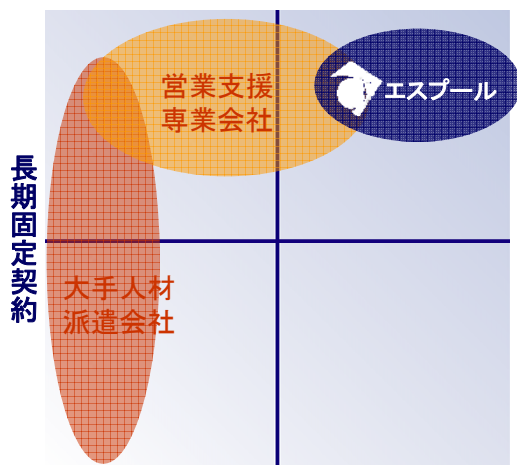 営業支援
専業会社
エスプール
長期固定契約
大手人材
派遣会社